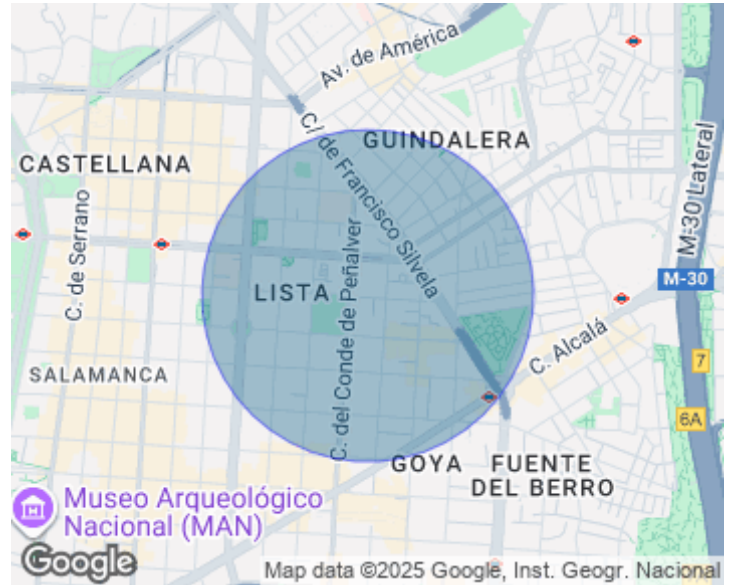 Av. de América
GUINDALERA
C/ de Francisco Silvela
CASTELLANA
M-30 Lateral
C. de Serrano
C. del Conde de Peñalver
M-30
LISTA
C. Alcalá
7
SALAMANCA
6A
GOYA
FUENTE
DEL BERRO
Museo Arqueológico
Nacional (MAN)
Google
Map data ©2025 Google, Inst. Geogr. Nacional